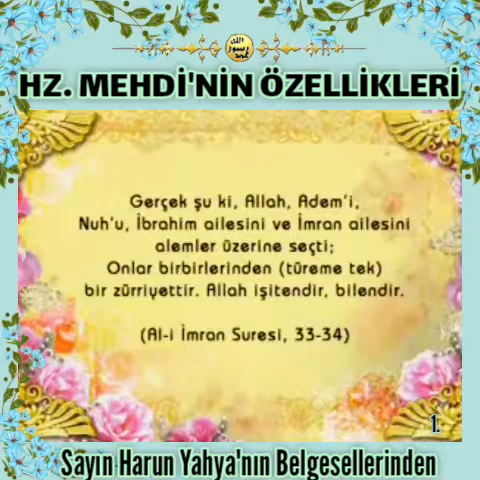 HZ. MEHDİ'NİN ÖZELLİKLERİ
Gerçek şu ki, Allah, Adem'i,
Nuh'u, İbrahim ailesini ve İmran ailesini
alemler üzerine seçti;
Onlar birbirlerinden (türeme tek)
bir zürriyettir. Allah işitendir, bilendir.
(Al-i İmran Suresi, 33-34)
1.
Sayın Harun Yahya'nın Belgesellerinden